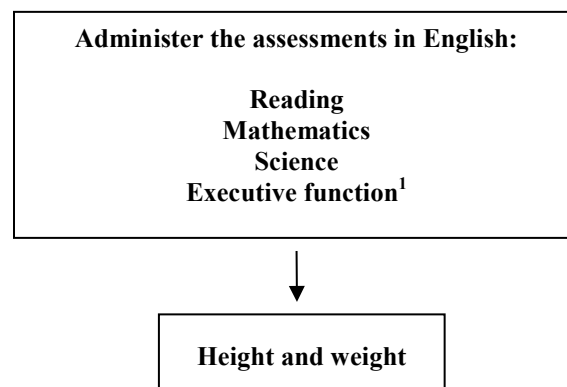 Administer the assessments in English:
Reading
Mathematics
Science
Executive function¹
Height and weight